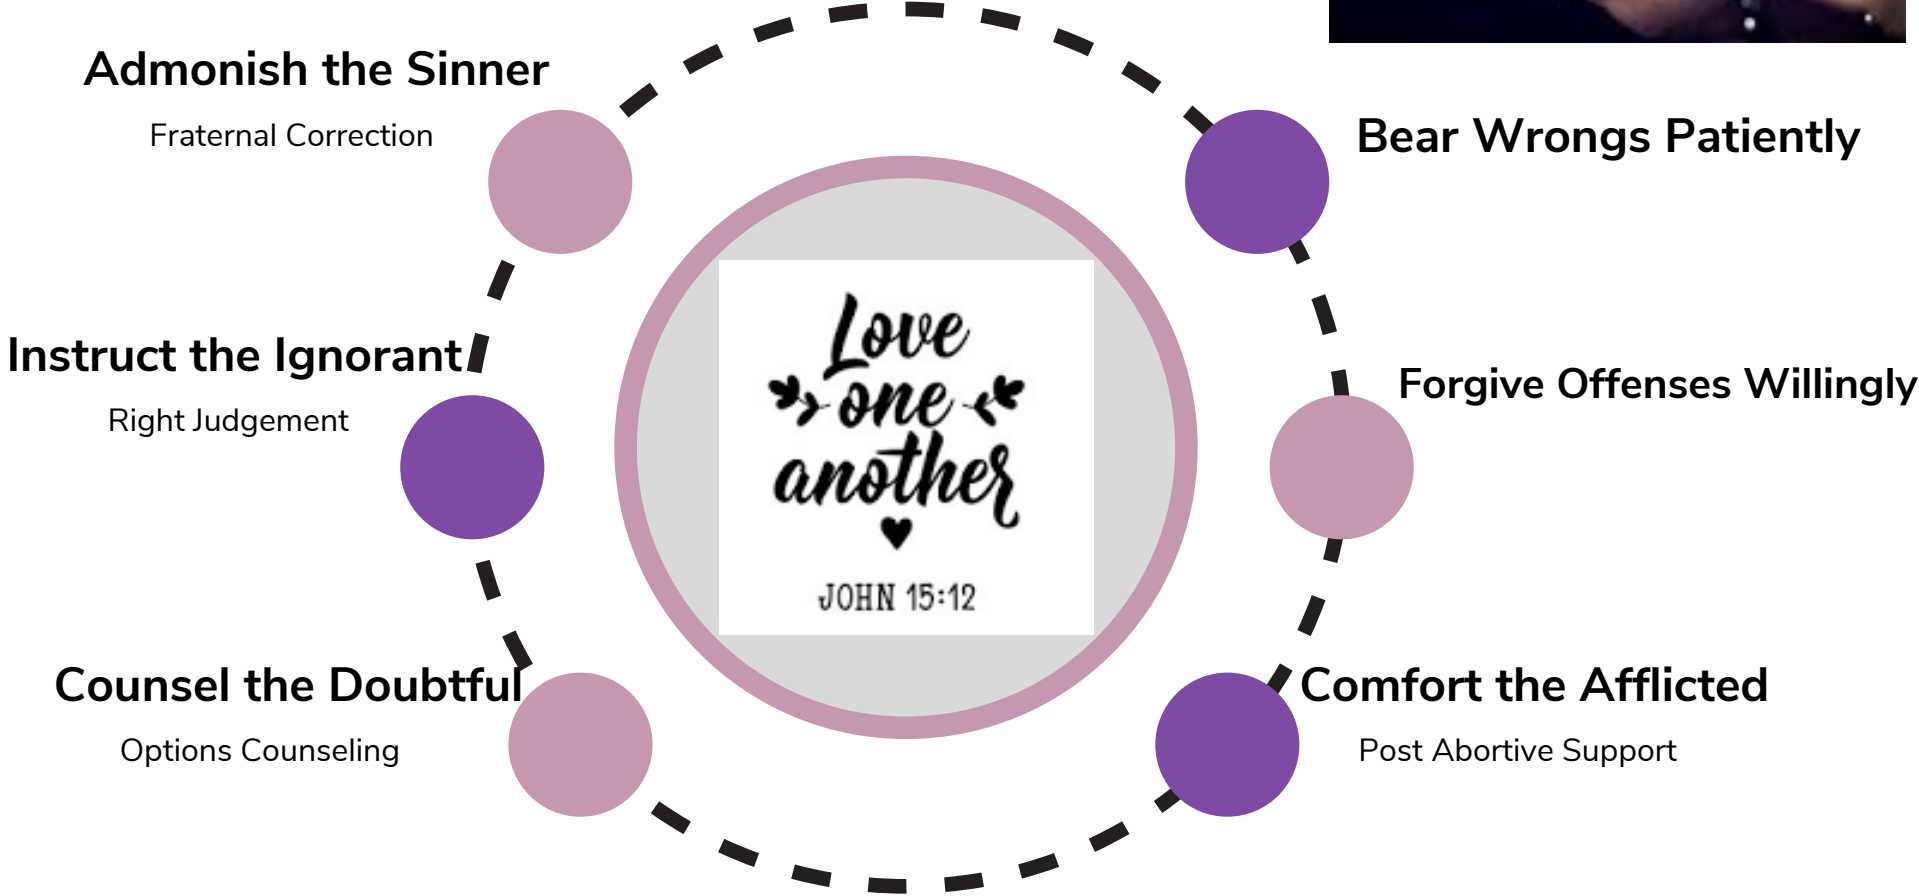 Admonish the Sinner
Fraternal Correction
Instruct the Ignorant
Right Judgement
Counsel the Doubtful
Options Counseling
Love
one
another
JOHN 15:12
Bear Wrongs Patiently
Forgive Offenses Willingly
Comfort the Afflicted
Post Abortive Support